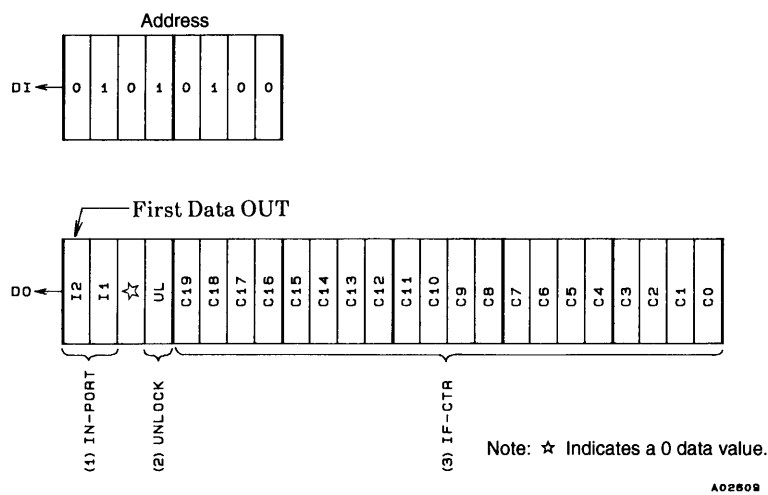 Address
DI 0 1 0 1 0 1 0 0
First Data OUT
DO I2 I1 ☆ UL C19 C18 C17 C16 C15 C14 C13 C12 C11 C10 C9 C8 C7 C6 C5 C4 C3 C2 C1 C0
(1) IN-PORT
(2) UNLOCK
(3) IF-CTR
Note: ☆ Indicates a 0 data value.
A02609